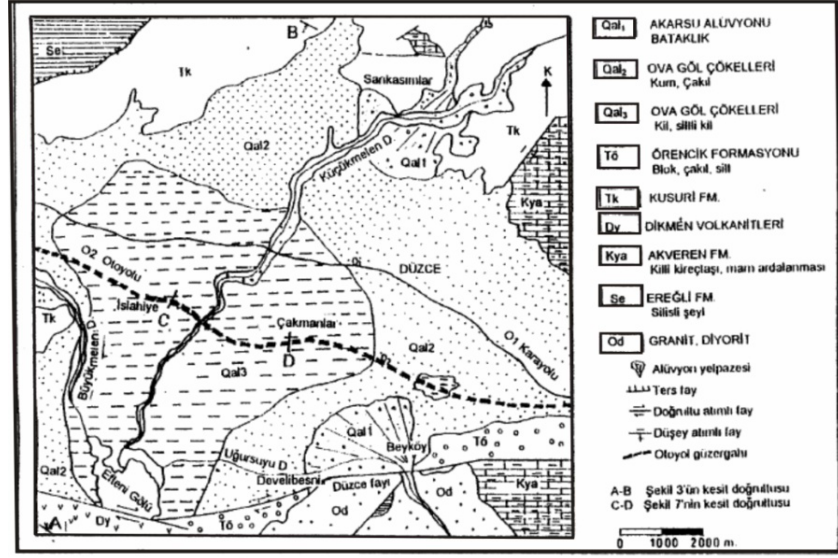 B
Se
Tk
Sarıkasımlar
K
Tk
Qal2
Küçükmelen D.
Qal1
Kya
DÜZCE
O2 Otoyolu
İslahiye
C
Tk
Büyükmelen D.
Çakmanlar
D
Qal2
O1 Karayolu
Qal3
Qal1
Beyköy
Tö
Uğursuyu D
Qal2
Efteni Gölü
Develibesni
Düzce fayı
Od
Od
Kya
A
Dy
Tö
Qal1 AKARSU ALÜVYONU
BATAKLIK
Qal2 OVA GÖL ÇÖKELLERİ
Kum, Çakıl
Qal3 OVA GÖL ÇÖKELLERİ
Kil, siltli kil
Tö ÖRENCİK FORMASYONU
Blok, çakıl, silt
Tk KUSURİ FM.
Dy DİKMEN VOLKANİTLERİ
Kya AKVEREN FM.
Killi kireçtaşı, marn ardalanması
Se EREĞLİ FM.
Silisli şeyl
Od GRANİT, DİYORİT
Alüvyon yelpazesi
Ters fay
Doğrultu atımlı fay
Düşey atımlı fay
Otoyol güzergahı
A-B Şekil 3'ün kesit doğrultusu
C-D Şekil 7'nin kesit doğrultusu
0 1000 2000 m.